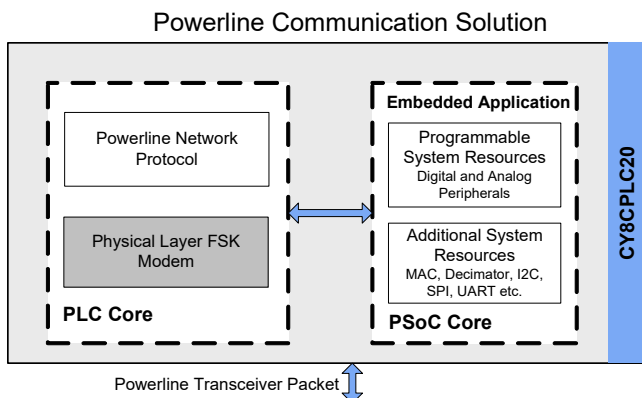 Powerline Communication Solution
Powerline Network
Protocol
Physical Layer FSK
Modem
PLC Core
Embedded Application
Programmable
System Resources
Digital and Analog
Peripherals
Additional System
Resources
MAC, Decimator, I2C,
SPI, UART etc.
PSoC Core
CY8CPLC20
Powerline Transceiver Packet